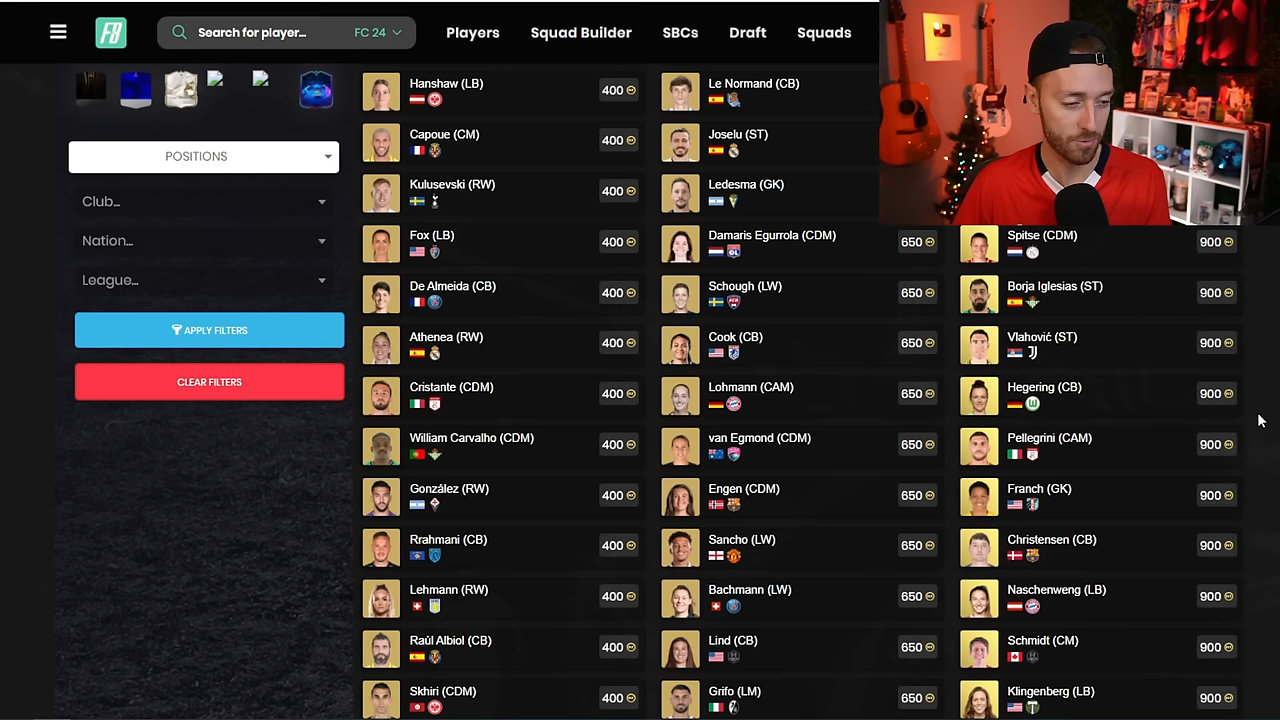 FB
Search for player...
FC 24
Players
Squad Builder
SBCs
Draft
Squads
POSITIONS
Club...
Nation...
League...
APPLY FILTERS
CLEAR FILTERS
Hanshaw (LB)
400
Capoue (CM)
400
Kulusevski (RW)
400
Fox (LB)
400
De Almeida (CB)
400
Athenea (RW)
400
Cristante (CDM)
400
William Carvalho (CDM)
400
González (RW)
400
Rrahmani (CB)
400
Lehmann (RW)
400
Raúl Albiol (CB)
400
Skhiri (CDM)
400
Le Normand (CB)
Joselu (ST)
Ledesma (GK)
Damaris Egurrola (CDM)
650
Schough (LW)
650
Cook (CB)
650
Lohmann (CAM)
650
van Egmond (CDM)
650
Engen (CDM)
650
Sancho (LW)
650
Bachmann (LW)
650
Lind (CB)
650
Grifo (LM)
650
Spitse (CDM)
900
Borja Iglesias (ST)
900
Vlahović (ST)
900
Hegering (CB)
900
Pellegrini (CAM)
900
Franch (GK)
900
Christensen (CB)
900
Naschenweng (LB)
900
Schmidt (CM)
900
Klingenberg (LB)
900